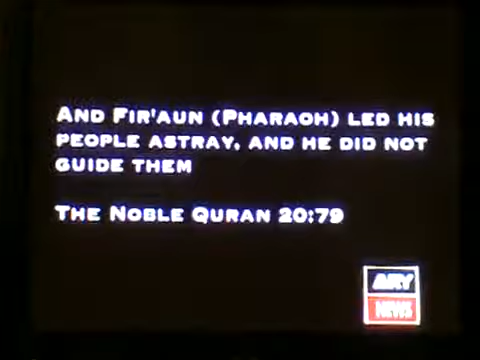 And Fir'aun (Pharaoh) led his
people astray, and he did not
guide them
The Noble Quran 20:79
ARY
NEWS